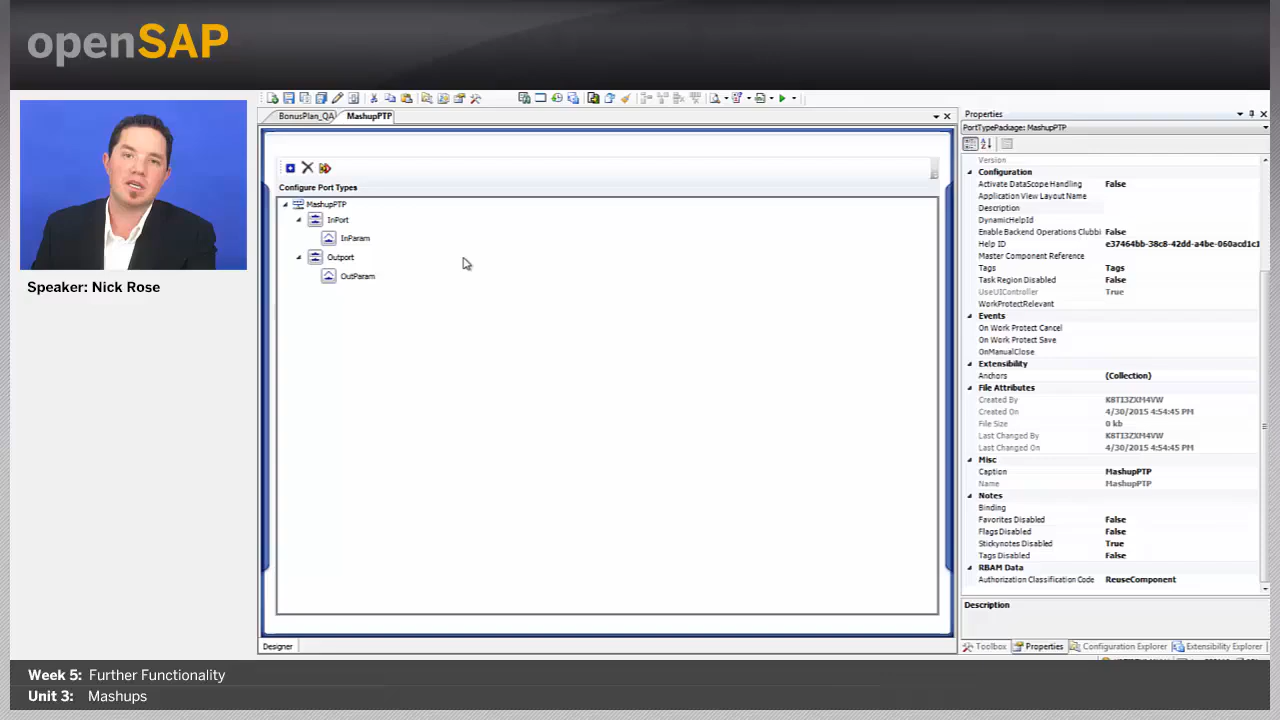 openSAP
Speaker: Nick Rose
BonusPlan_QA
MashupPTP
Configure Port Types
MashupPTP
InPort
InParam
Outport
OutParam
Designer
Properties
PortTypePackage: MashupPTP
Version
Configuration
Activate DataScope Handling False
Application View Layout Name
Description
DynamicHelpId
Enable Backend Operations Clubbi False
Help ID e37464bb-38c8-42dd-a4be-060acd1c1
Master Component Reference
Tags Tags
Task Region Disabled False
UseUIController True
WorkProtectRelevant
Events
On Work Protect Cancel
On Work Protect Save
OnManualClose
Extensibility
Anchors (Collection)
File Attributes
Created By K8TI3ZXM4VW
Created On 4/30/2015 4:54:45 PM
File Size 0 kb
Last Changed By K8TI3ZXM4VW
Last Changed On 4/30/2015 4:54:45 PM
Misc
Caption MashupPTP
Name MashupPTP
Notes
Binding
Favorites Disabled False
Flags Disabled False
Stickynotes Disabled True
Tags Disabled False
RBAM Data
Authorization Classification Code ReuseComponent
Description
Toolbox Properties Configuration Explorer Extensibility Explorer
Week 5: Further Functionality
Unit 3: Mashups